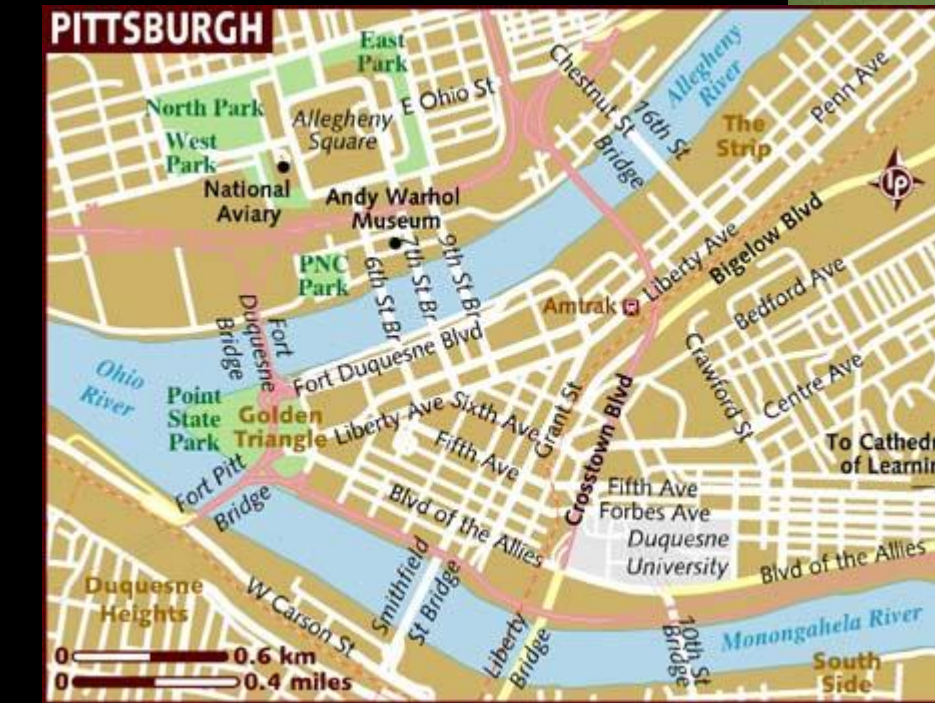 PITTSBURGH
East
Park
North Park
West
Park
Allegheny
Square
E Ohio St
National
Aviary
Andy Warhol
Museum
PNC
Park
6th St Br
7th St Br
9th St Br
Chestnut St
16th St
Bridge
Allegheny
River
Penn Ave
The
Strip
lp
Liberty Ave
Bigelow Blvd
Amtrak
Bedford Ave
Crawford St
Centre Ave
Fort
Duquesne
Bridge
Fort Duquesne Blvd
Ohio
River
Point
State
Park
Golden
Triangle
Liberty Ave
Sixth Ave
Fifth Ave
Grant St
Crosstown Blvd
To Cathedr
of Learnin
Fort Pitt
Bridge
Blvd of the Allies
Fifth Ave
Forbes Ave
Duquesne
University
Blvd of the Allies
Duquesne
Heights
W Carson St
Smithfield
St Bridge
Liberty
Bridge
10th St
Bridge
Monongahela River
South
Side
0 0.6 km
0 0.4 miles